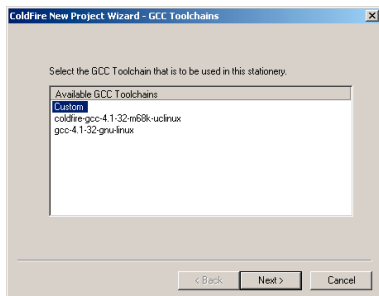 ColdFire New Project Wizard - GCC Toolchains
Select the GCC Toolchain that is to be used in this stationery.
Available GCC Toolchains
Custom
coldfire-gcc-4.1-32-m68k-uclinux
gcc-4.1-32-gnu-linux
< Back Next > Cancel